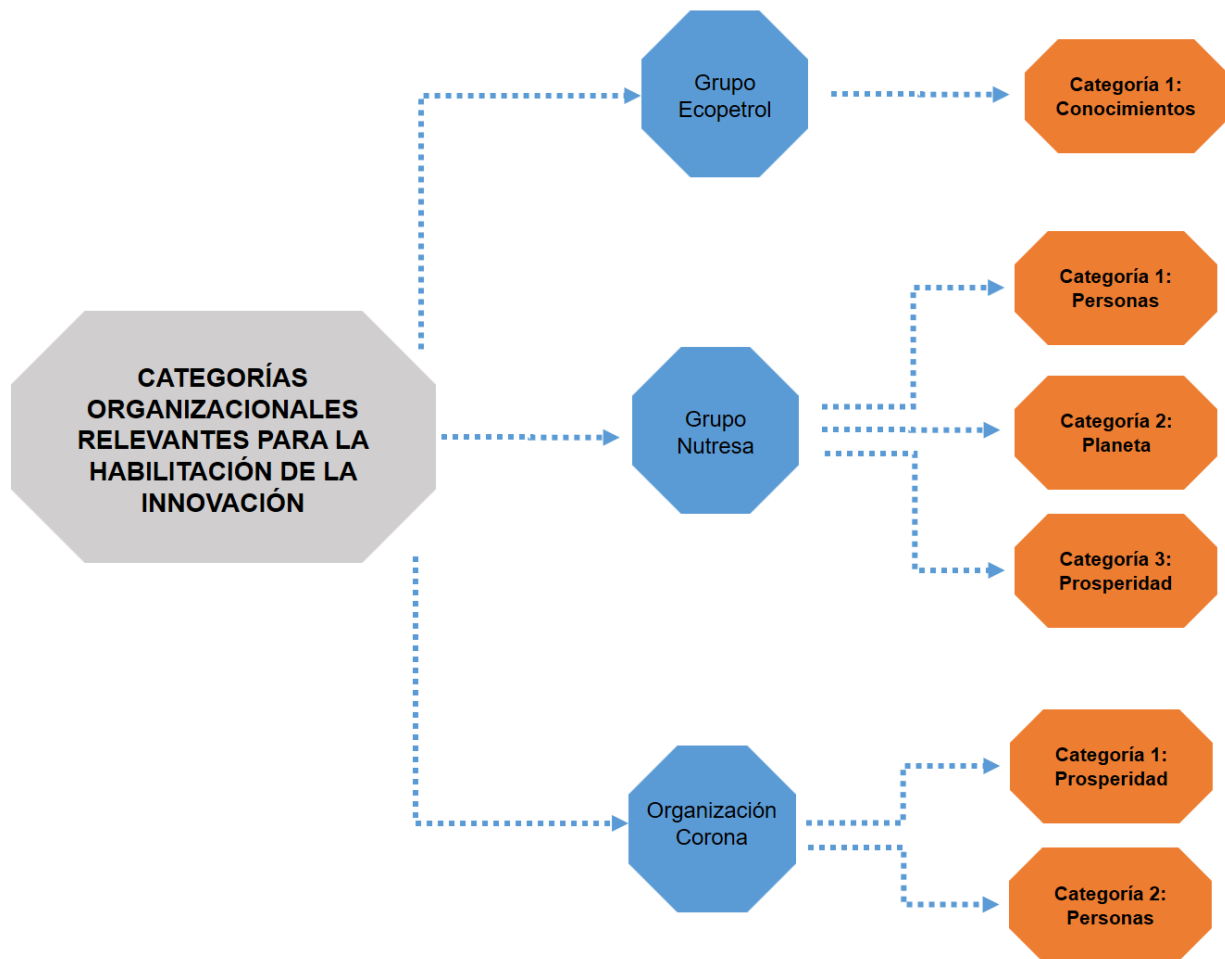 CATEGORÍAS
ORGANIZACIONALES
RELEVANTES PARA LA
HABILITACIÓN DE LA
INNOVACIÓN
Grupo
Ecopetrol
Categoría 1:
Conocimientos
Grupo
Nutresa
Categoría 1:
Personas
Categoría 2:
Planeta
Categoría 3:
Prosperidad
Organización
Corona
Categoría 1:
Prosperidad
Categoría 2:
Personas